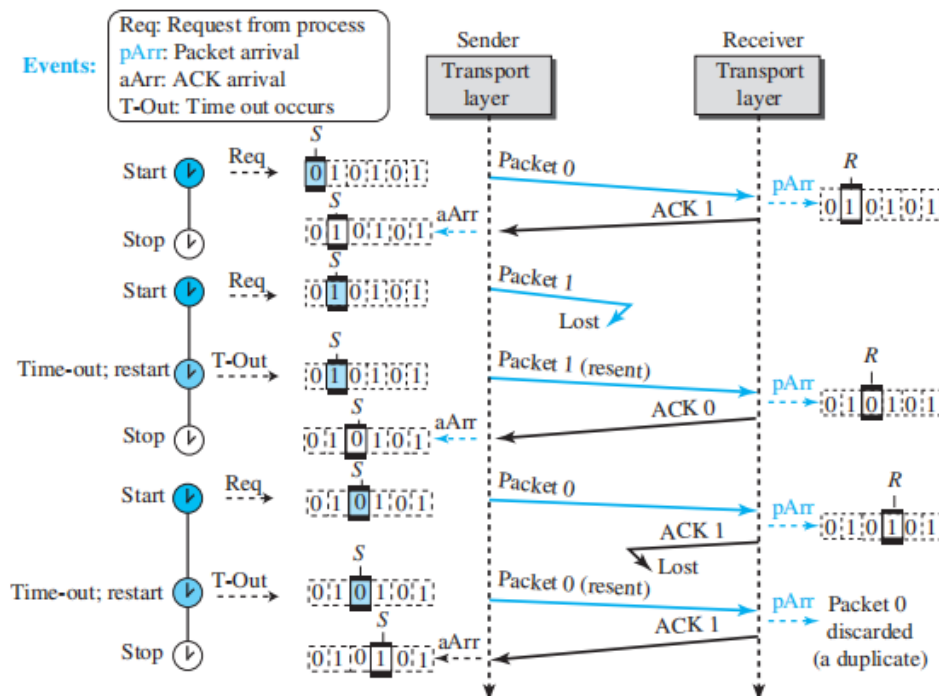 Events:
Req: Request from process
pArr: Packet arrival
aArr: ACK arrival
T-Out: Time out occurs
Sender
Transport
layer
Receiver
Transport
layer
Start
Req
S
0 1 0 1 0 1
Packet 0
pArr
R
0 1 0 1 0 1
Stop
S
0 1 0 1 0 1
aArr
ACK 1
Start
Req
S
0 1 0 1 0 1
Packet 1
Lost
Time-out; restart
T-Out
S
0 1 0 1 0 1
Packet 1 (resent)
pArr
R
0 1 0 1 0 1
Stop
S
0 1 0 1 0 1
aArr
ACK 0
Start
Req
S
0 1 0 1 0 1
Packet 0
pArr
R
0 1 0 1 0 1
ACK 1
Lost
Time-out; restart
T-Out
S
0 1 0 1 0 1
Packet 0 (resent)
pArr
Packet 0
discarded
(a duplicate)
Stop
S
0 1 0 1 0 1
aArr
ACK 1